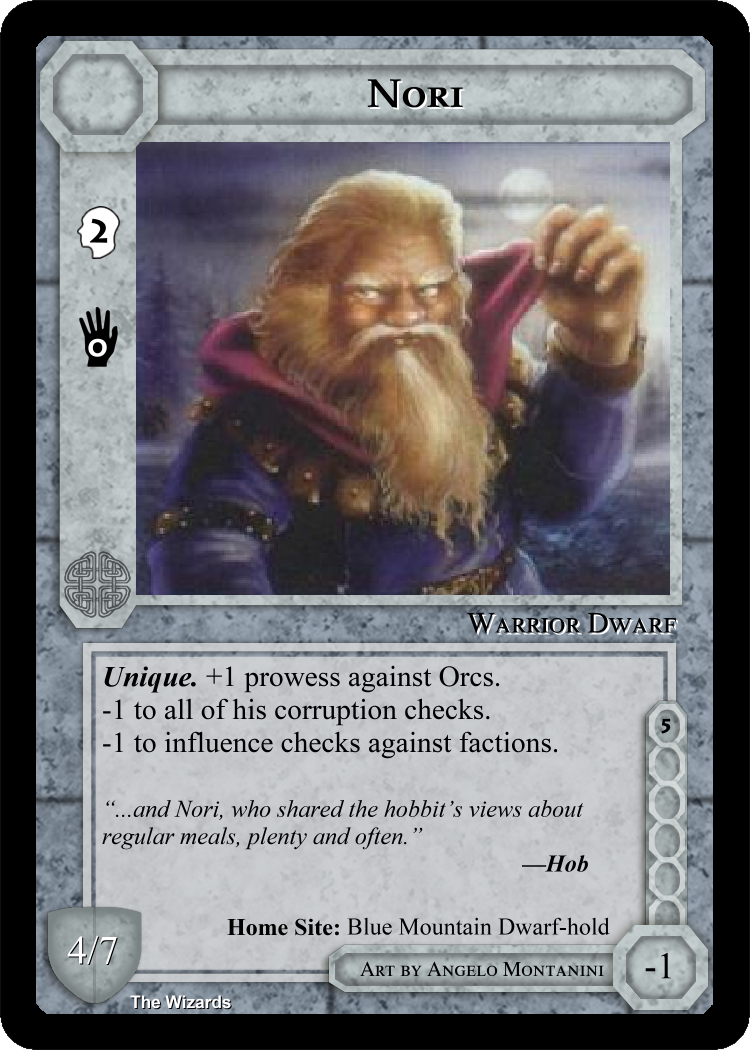 Nori
2
0
Warrior Dwarf
Unique. +1 prowess against Orcs.
-1 to all of his corruption checks.
-1 to influence checks against factions.
5
“...and Nori, who shared the hobbit’s views about
regular meals, plenty and often.”
—Hob
Home Site: Blue Mountain Dwarf-hold
4/7
Art by Angelo Montanini
-1
The Wizards